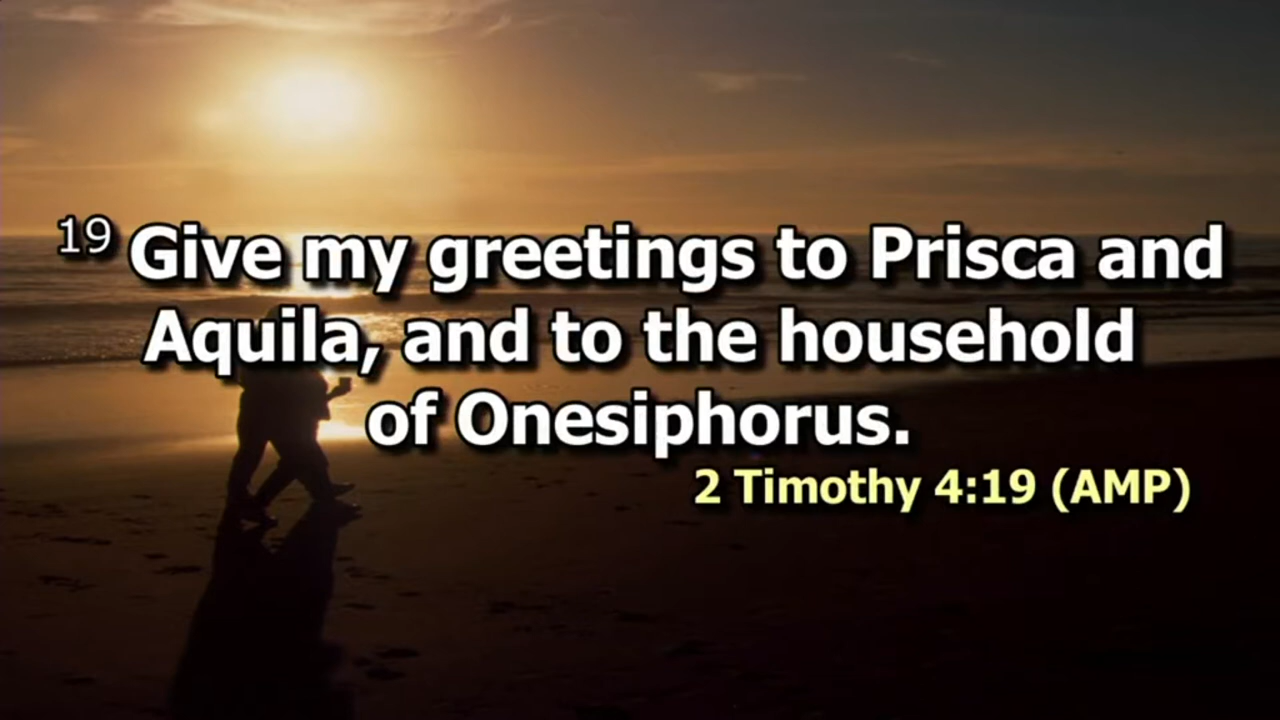 19 Give my greetings to Prisca and
Aquila, and to the household
of Onesiphorus.
2 Timothy 4:19 (AMP)